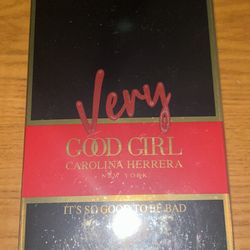 Very
GOOD GIRL
CAROLINA HERRERA
NEW YORK
IT'S SO GOOD TO BE BAD